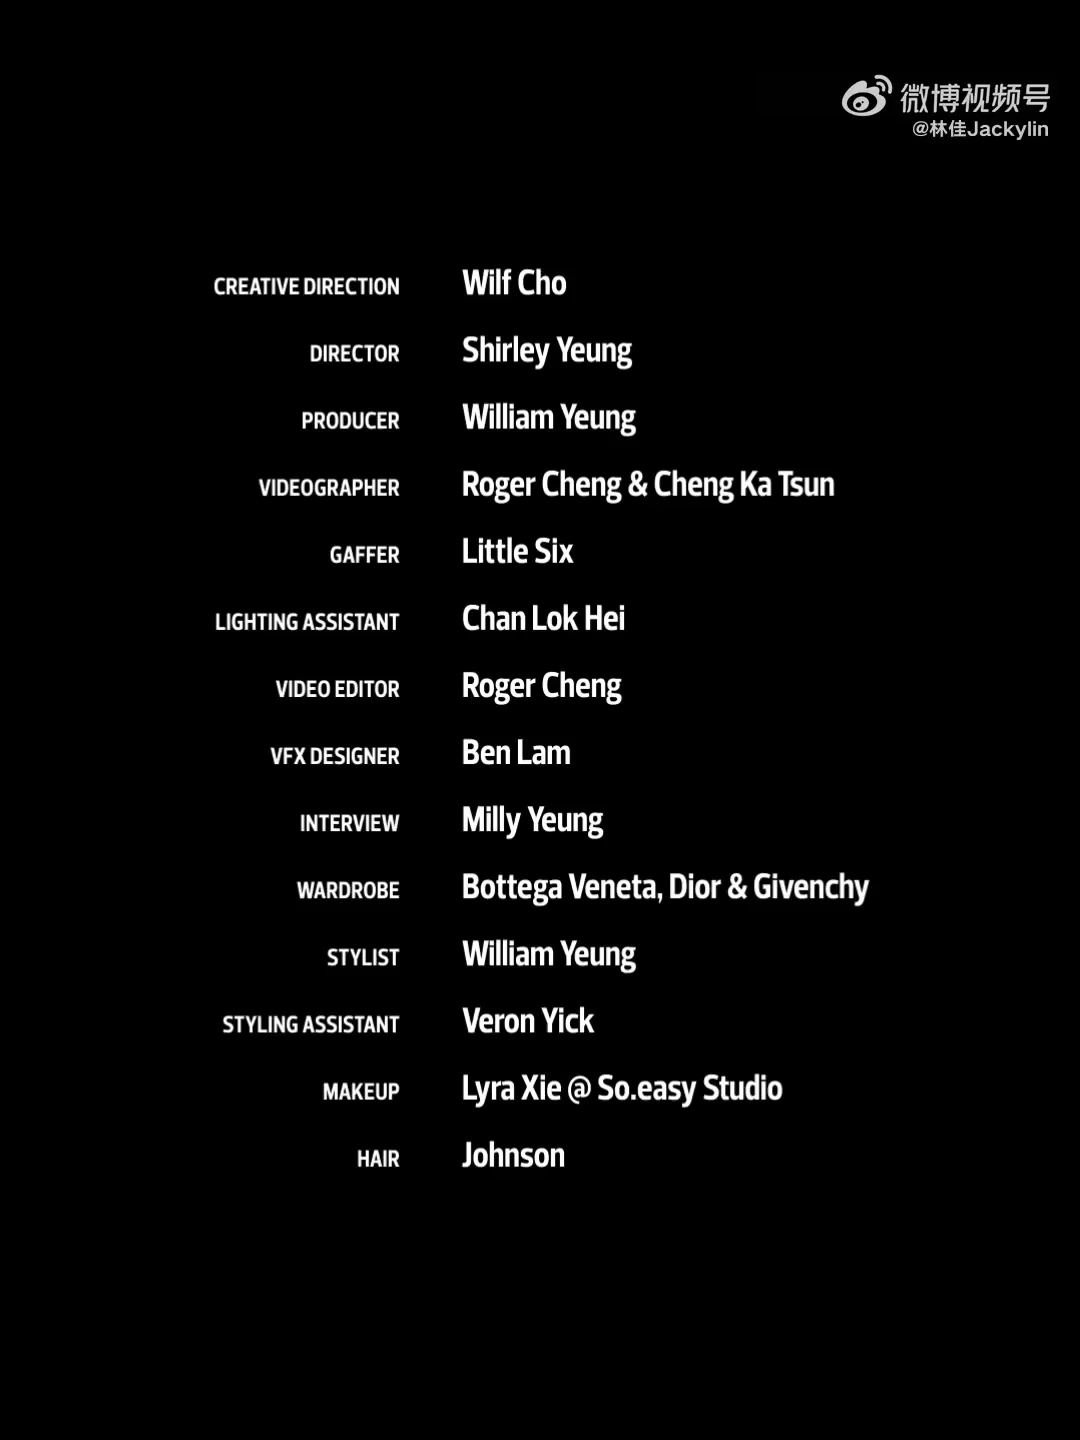 微博视频号
@林佳Jackylin
CREATIVE DIRECTION Wilf Cho
DIRECTOR Shirley Yeung
PRODUCER William Yeung
VIDEOGRAPHER Roger Cheng & Cheng Ka Tsun
GAFFER Little Six
LIGHTING ASSISTANT Chan Lok Hei
VIDEO EDITOR Roger Cheng
VFX DESIGNER Ben Lam
INTERVIEW Milly Yeung
WARDROBE Bottega Veneta, Dior & Givenchy
STYLIST William Yeung
STYLING ASSISTANT Veron Yick
MAKEUP Lyra Xie @ So.easy Studio
HAIR Johnson